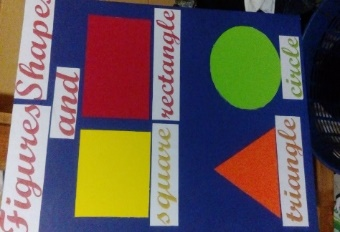 Figures
and
Shapes
square
rectangle
triangle
circle